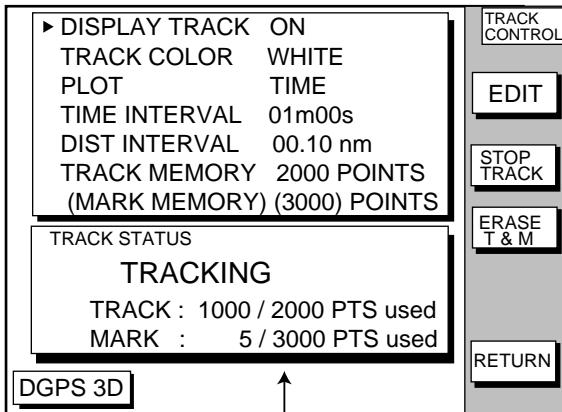 ▶ DISPLAY TRACK ON
TRACK COLOR WHITE
PLOT TIME
TIME INTERVAL 01m00s
DIST INTERVAL 00.10 nm
TRACK MEMORY 2000 POINTS
(MARK MEMORY) (3000) POINTS
TRACK STATUS
TRACKING
TRACK : 1000 / 2000 PTS used
MARK : 5 / 3000 PTS used
DGPS 3D
TRACK
CONTROL
EDIT
STOP
TRACK
ERASE
T & M
RETURN